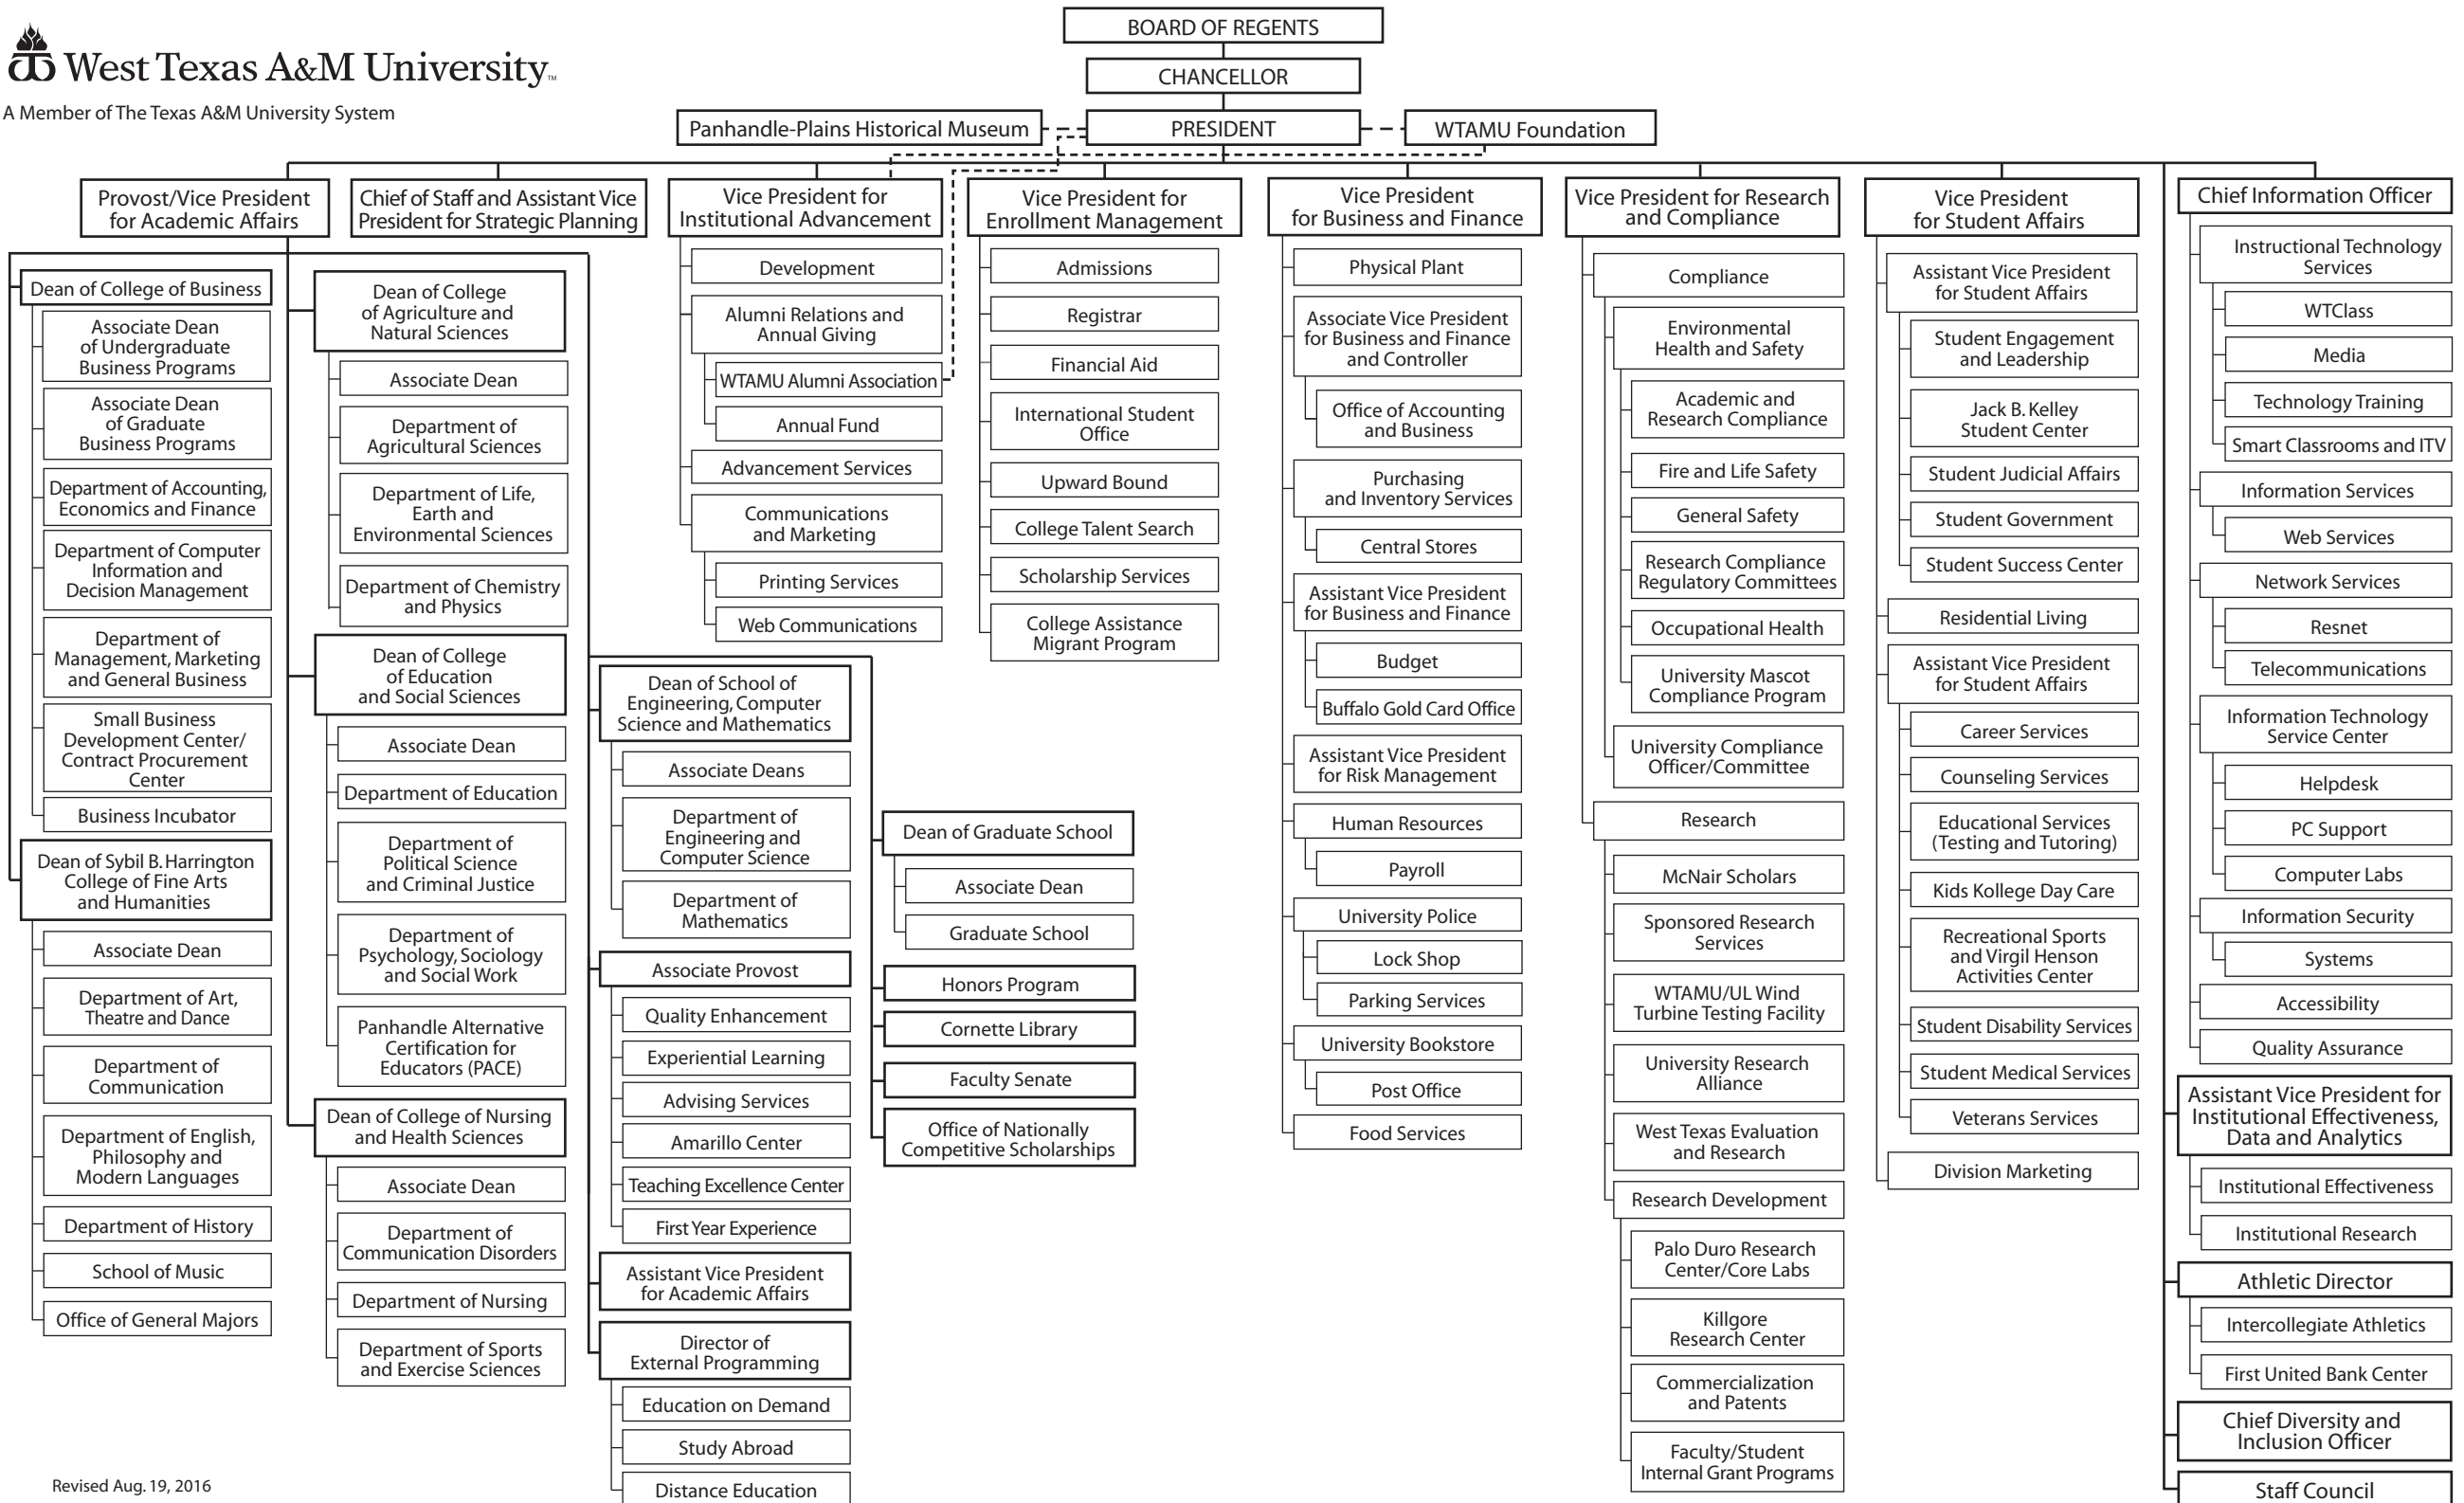 West Texas A&M University™
A Member of The Texas A&M University System
BOARD OF REGENTS
CHANCELLOR
Panhandle-Plains Historical Museum
PRESIDENT
WTAMU Foundation
Provost/Vice President
for Academic Affairs
Dean of College of Business
Associate Dean
of Undergraduate
Business Programs
Associate Dean
of Graduate
Business Programs
Department of Accounting,
Economics and Finance
Department of Computer
Information and
Decision Management
Department of
Management, Marketing
and General Business
Small Business
Development Center/
Contract Procurement
Center
Business Incubator
Dean of Sybil B. Harrington
College of Fine Arts
and Humanities
Associate Dean
Department of Art,
Theatre and Dance
Department of
Communication
Department of English,
Philosophy and
Modern Languages
Department of History
School of Music
Office of General Majors
Dean of College
of Agriculture and
Natural Sciences
Associate Dean
Department of
Agricultural Sciences
Department of Life,
Earth and
Environmental Sciences
Department of Chemistry
and Physics
Dean of College
of Education
and Social Sciences
Associate Dean
Department of Education
Department of
Political Science
and Criminal Justice
Department of
Psychology, Sociology
and Social Work
Panhandle Alternative
Certification for
Educators (PACE)
Dean of College of Nursing
and Health Sciences
Associate Dean
Department of
Communication Disorders
Department of Nursing
Department of Sports
and Exercise Sciences
Dean of School of
Engineering, Computer
Science and Mathematics
Associate Deans
Department of
Engineering and
Computer Science
Department of
Mathematics
Associate Provost
Quality Enhancement
Experiential Learning
Advising Services
Amarillo Center
Teaching Excellence Center
First Year Experience
Assistant Vice President
for Academic Affairs
Director of
External Programming
Education on Demand
Study Abroad
Distance Education
Dean of Graduate School
Associate Dean
Graduate School
Honors Program
Cornette Library
Faculty Senate
Office of Nationally
Competitive Scholarships
Chief of Staff and Assistant Vice
President for Strategic Planning
Vice President for
Institutional Advancement
Development
Alumni Relations and
Annual Giving
WTAMU Alumni Association
Annual Fund
Advancement Services
Communications
and Marketing
Printing Services
Web Communications
Vice President for
Enrollment Management
Admissions
Registrar
Financial Aid
International Student
Office
Upward Bound
College Talent Search
Scholarship Services
College Assistance
Migrant Program
Vice President
for Business and Finance
Physical Plant
Associate Vice President
for Business and Finance
and Controller
Office of Accounting
and Business
Purchasing
and Inventory Services
Central Stores
Assistant Vice President
for Business and Finance
Budget
Buffalo Gold Card Office
Assistant Vice President
for Risk Management
Human Resources
Payroll
University Police
Lock Shop
Parking Services
University Bookstore
Post Office
Food Services
Vice President for Research
and Compliance
Compliance
Environmental
Health and Safety
Academic and
Research Compliance
Fire and Life Safety
General Safety
Research Compliance
Regulatory Committees
Occupational Health
University Mascot
Compliance Program
University Compliance
Officer/Committee
Research
McNair Scholars
Sponsored Research
Services
WTAMU/UL Wind
Turbine Testing Facility
University Research
Alliance
West Texas Evaluation
and Research
Research Development
Palo Duro Research
Center/Core Labs
Killgore
Research Center
Commercialization
and Patents
Faculty/Student
Internal Grant Programs
Vice President
for Student Affairs
Assistant Vice President
for Student Affairs
Student Engagement
and Leadership
Jack B. Kelley
Student Center
Student Judicial Affairs
Student Government
Student Success Center
Residential Living
Assistant Vice President
for Student Affairs
Career Services
Counseling Services
Educational Services
(Testing and Tutoring)
Kids Kollege Day Care
Recreational Sports
and Virgil Henson
Activities Center
Student Disability Services
Student Medical Services
Veterans Services
Division Marketing
Chief Information Officer
Instructional Technology
Services
WTClass
Media
Technology Training
Smart Classrooms and ITV
Information Services
Web Services
Network Services
Resnet
Telecommunications
Information Technology
Service Center
Helpdesk
PC Support
Computer Labs
Information Security
Systems
Accessibility
Quality Assurance
Assistant Vice President for
Institutional Effectiveness,
Data and Analytics
Institutional Effectiveness
Institutional Research
Athletic Director
Intercollegiate Athletics
First United Bank Center
Chief Diversity and
Inclusion Officer
Staff Council
Revised Aug. 19, 2016